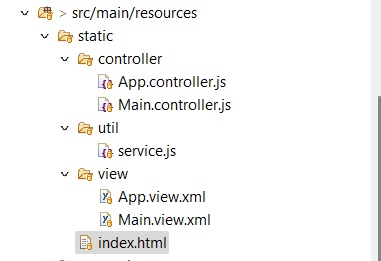 src/main/resources
static
controller
App.controller.js
Main.controller.js
util
service.js
view
App.view.xml
Main.view.xml
index.html